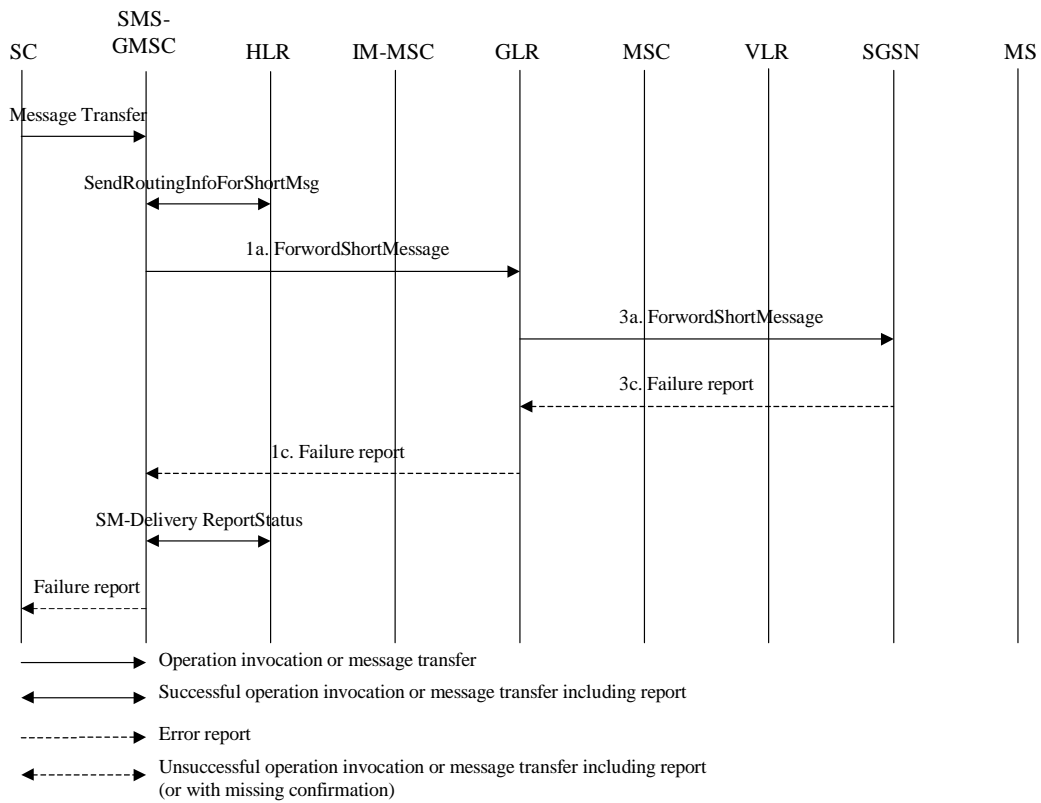 SC
SMS-
GMSC
HLR
IM-MSC
GLR
MSC
VLR
SGSN
MS
Message Transfer
SendRoutingInfoForShortMsg
1a. ForwordShortMessage
3a. ForwordShortMessage
3c. Failure report
1c. Failure report
SM-Delivery ReportStatus
Failure report
Operation invocation or message transfer
Successful operation invocation or message transfer including report
Error report
Unsuccessful operation invocation or message transfer including report
(or with missing confirmation)